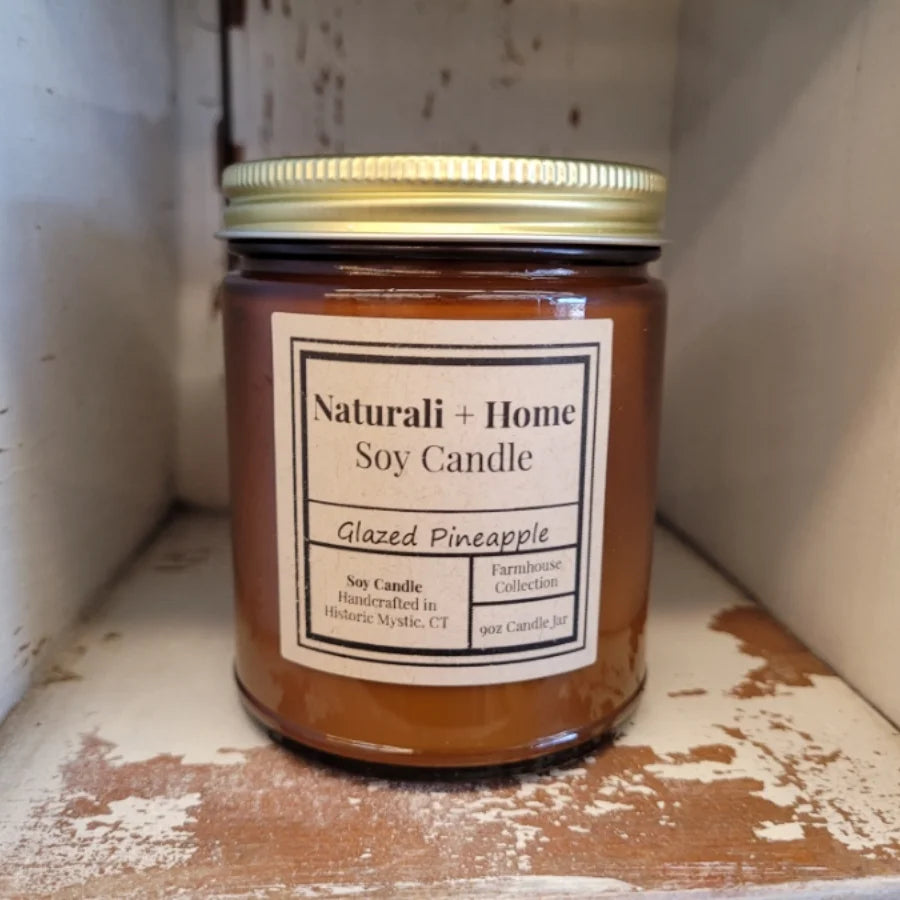 Naturali + Home
Soy Candle
Glazed Pineapple
Soy Candle
Handcrafted in
Historic Mystic, CT
Farmhouse
Collection
9oz Candle Jar